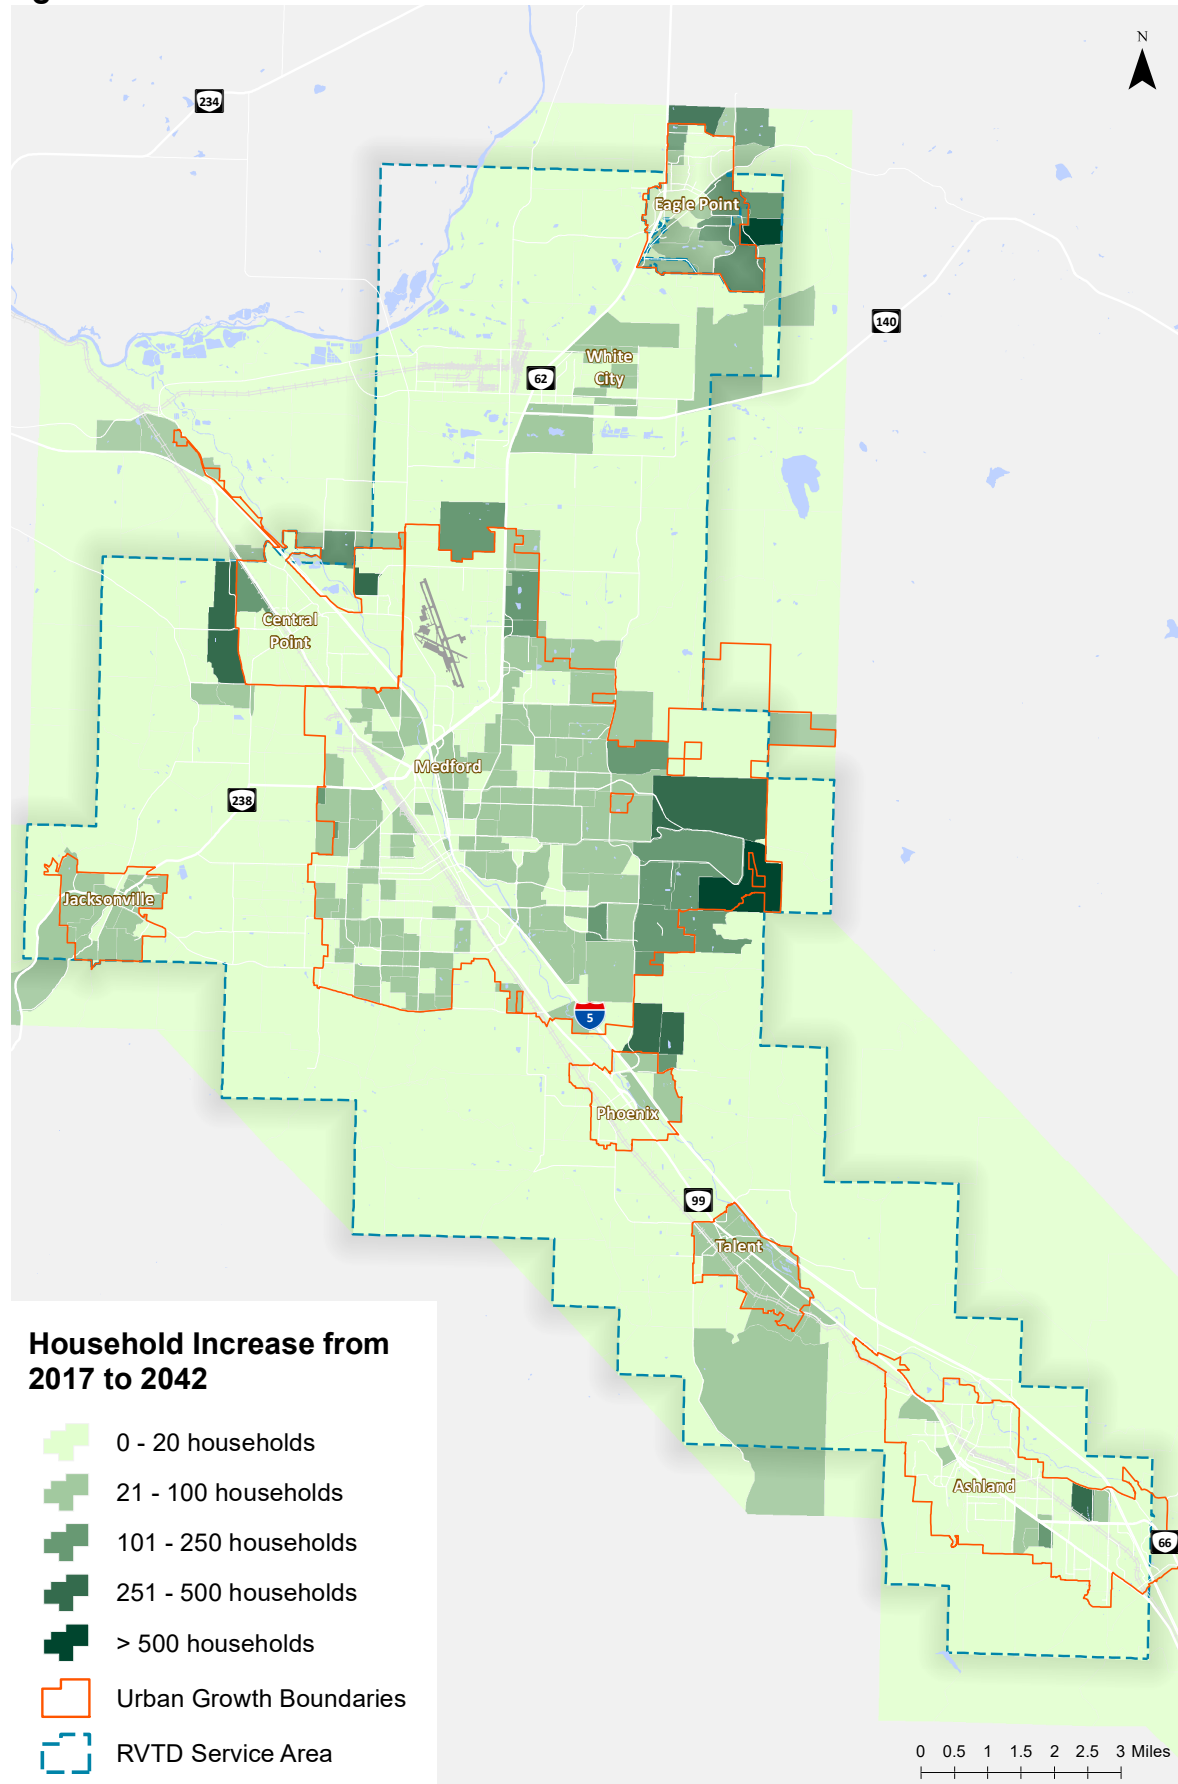 N
234
Eagle Point
140
White
City
62
Central
Point
Medford
238
Jacksonville
5
Phoenix
99
Talent
Ashland
66
Household Increase from
2017 to 2042
0 - 20 households
21 - 100 households
101 - 250 households
251 - 500 households
> 500 households
Urban Growth Boundaries
RVTD Service Area
0 0.5 1 1.5 2 2.5 3 Miles